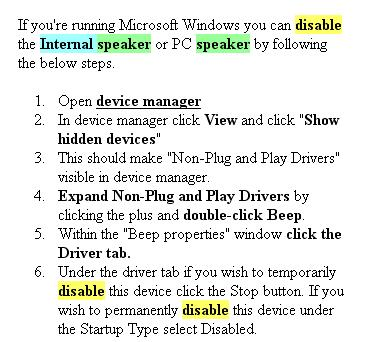 If you're running Microsoft Windows you can disable
the Internal speaker or PC speaker by following
the below steps.
1. Open device manager
2. In device manager click View and click "Show
hidden devices"
3. This should make "Non-Plug and Play Drivers"
visible in device manager.
4. Expand Non-Plug and Play Drivers by
clicking the plus and double-click Beep.
5. Within the "Beep properties" window click the
Driver tab.
6. Under the driver tab if you wish to temporarily
disable this device click the Stop button. If you
wish to permanently disable this device under
the Startup Type select Disabled.